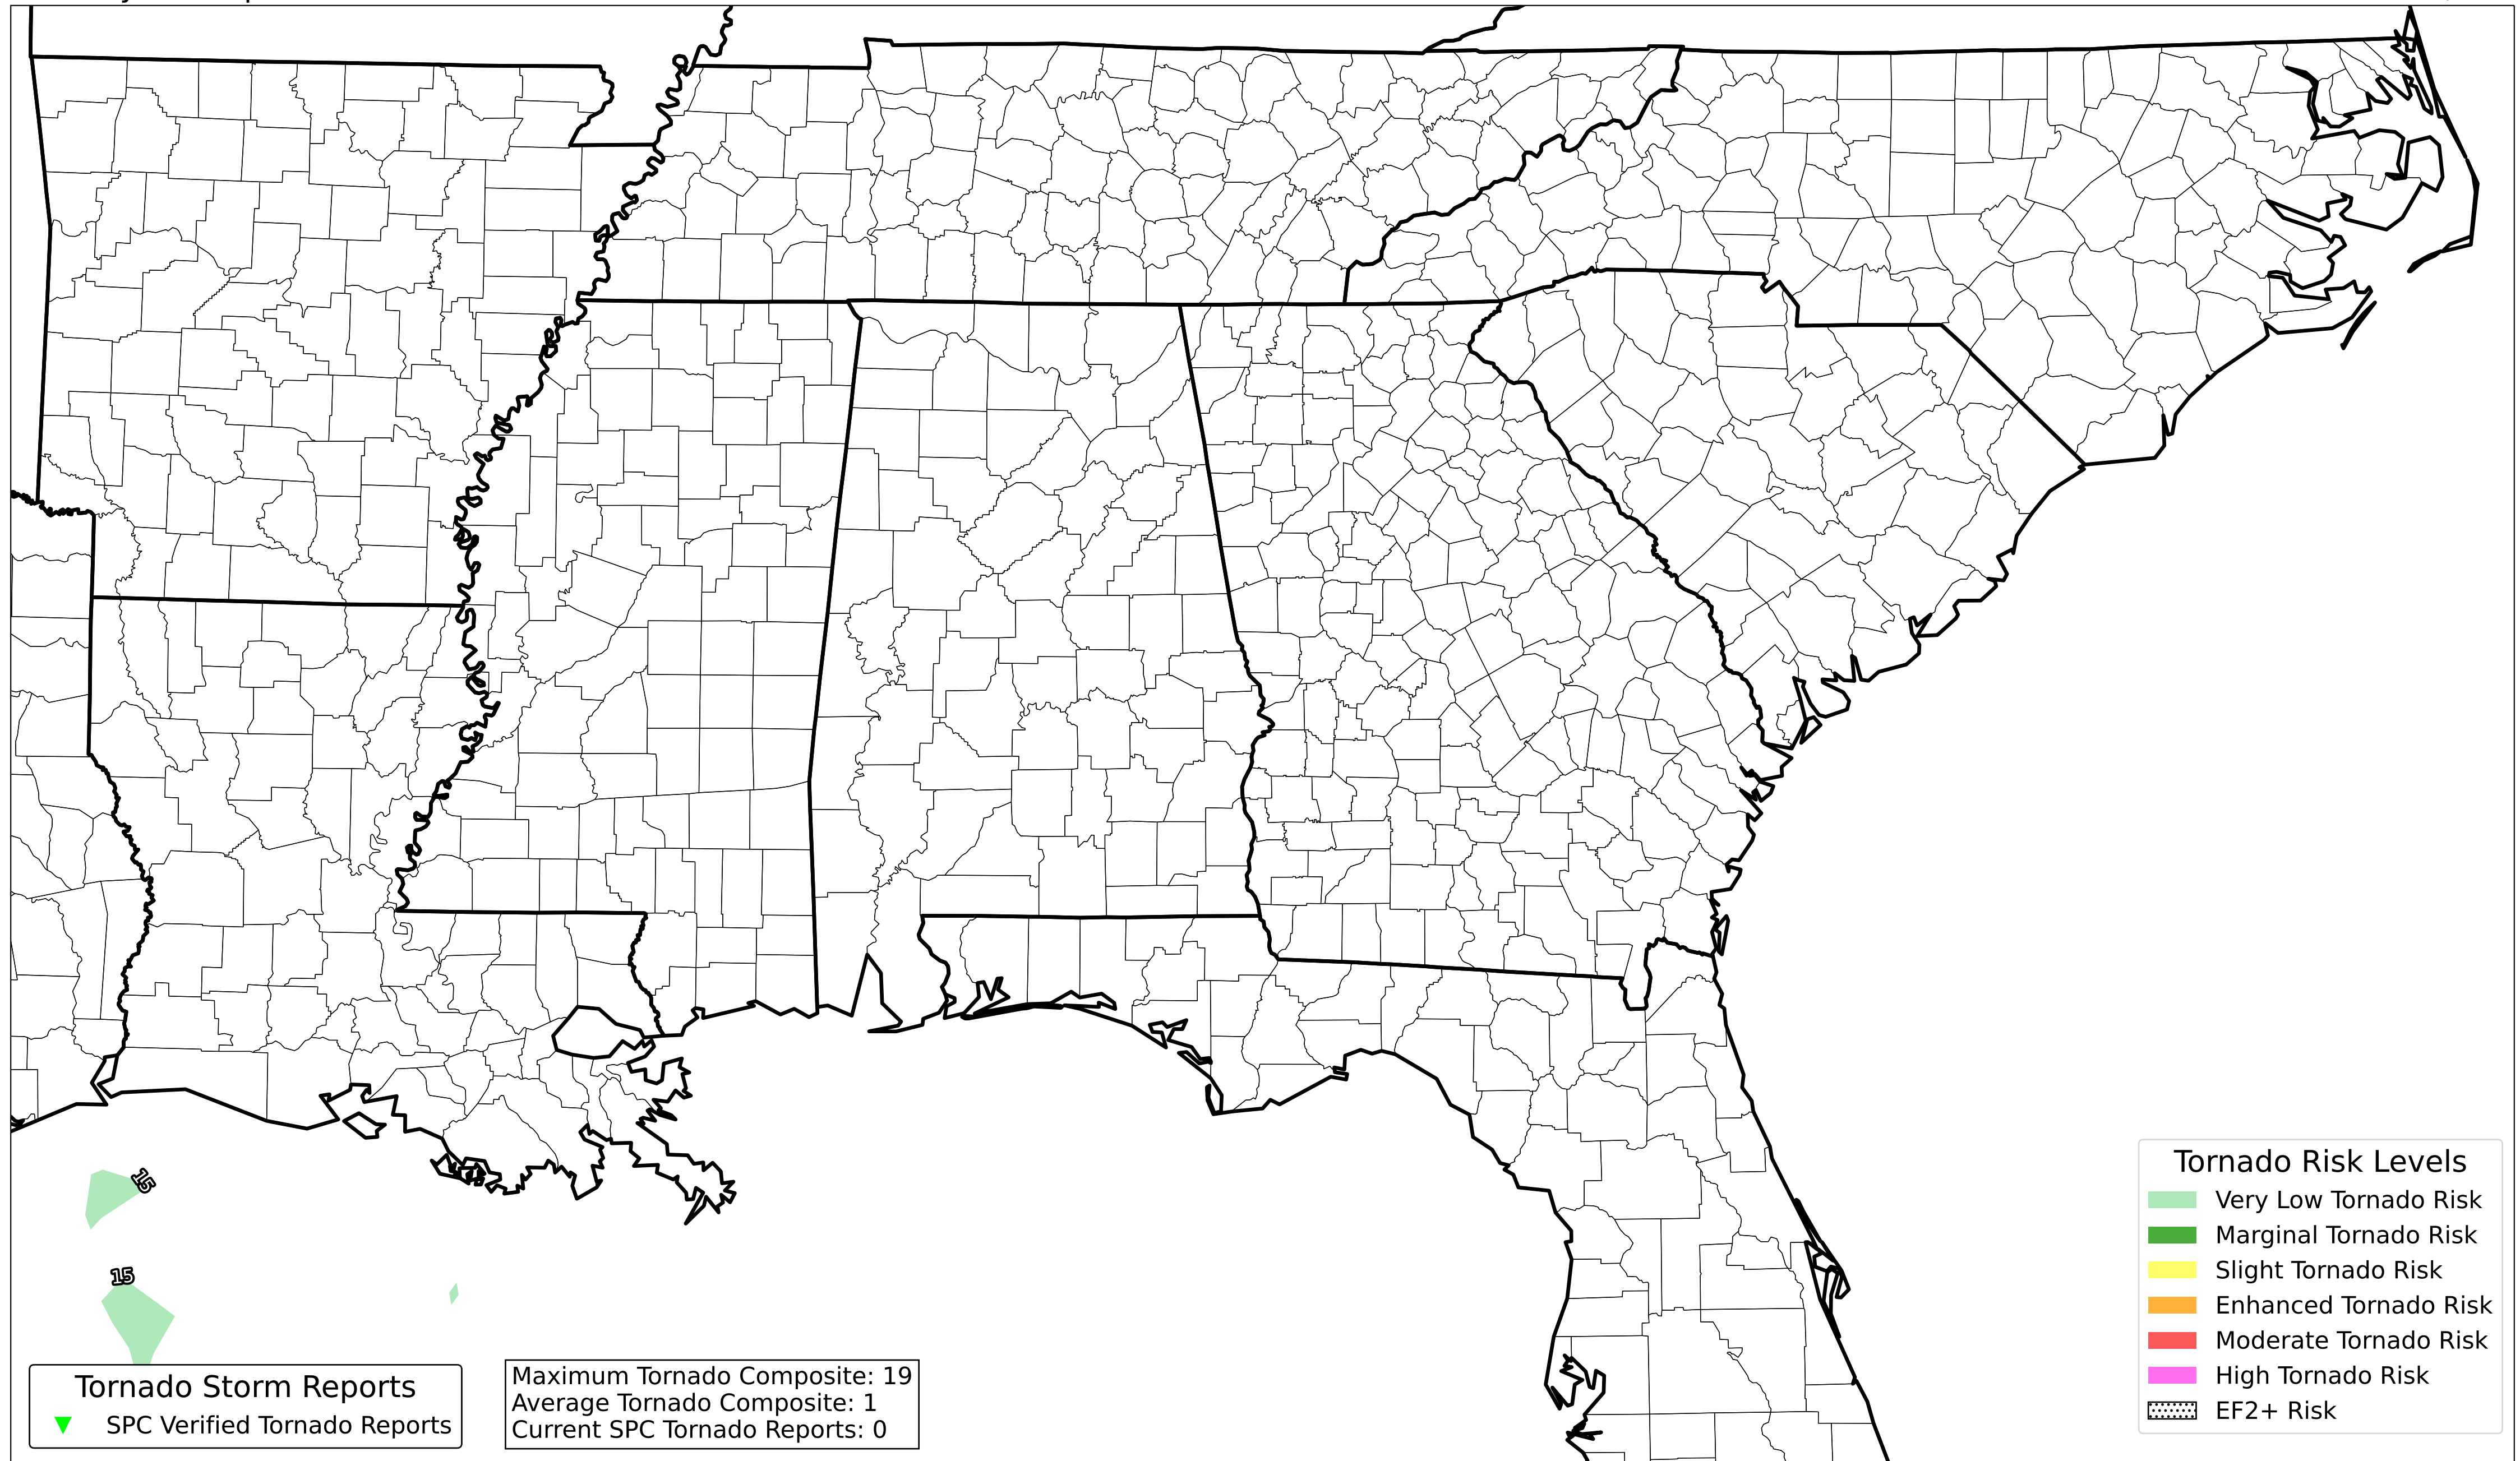 15
15
Tornado Storm Reports
SPC Verified Tornado Reports
Maximum Tornado Composite: 19
Average Tornado Composite: 1
Current SPC Tornado Reports: 0
Tornado Risk Levels
Very Low Tornado Risk
Marginal Tornado Risk
Slight Tornado Risk
Enhanced Tornado Risk
Moderate Tornado Risk
High Tornado Risk
EF2+ Risk